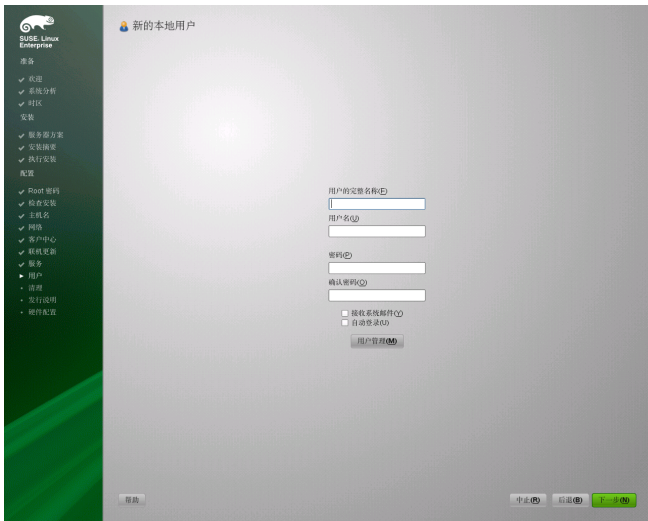 SUSE. Linux
Enterprise
准备
欢迎
系统分析
时区
安装
服务器方案
安装摘要
执行安装
配置
Root 密码
检查安装
主机名
网络
客户中心
联机更新
服务
用户
清理
发行说明
硬件配置
新的本地用户
用户的完整名称(F)
用户名(U)
密码(P)
确认密码(O)
接收系统邮件(Y)
自动登录(U)
用户管理(M)
帮助
中止(R)
后退(B)
下一步(N)